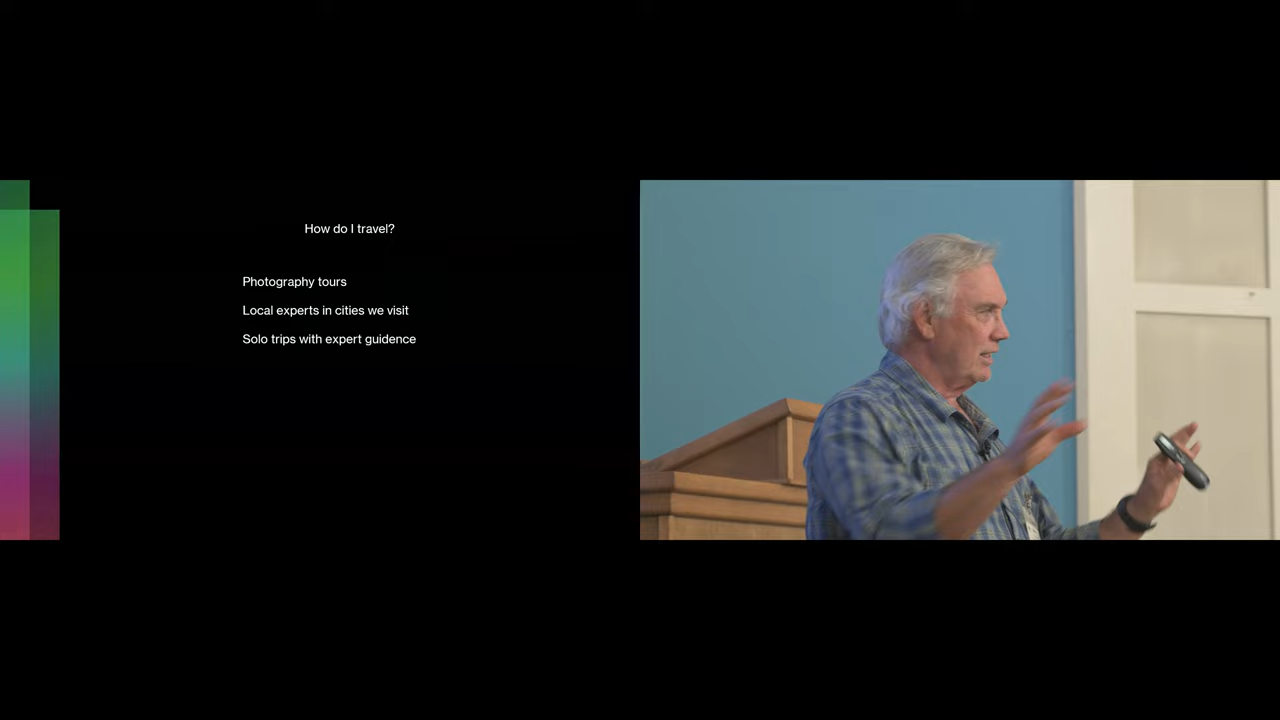 How do I travel?
Photography tours
Local experts in cities we visit
Solo trips with expert guidence